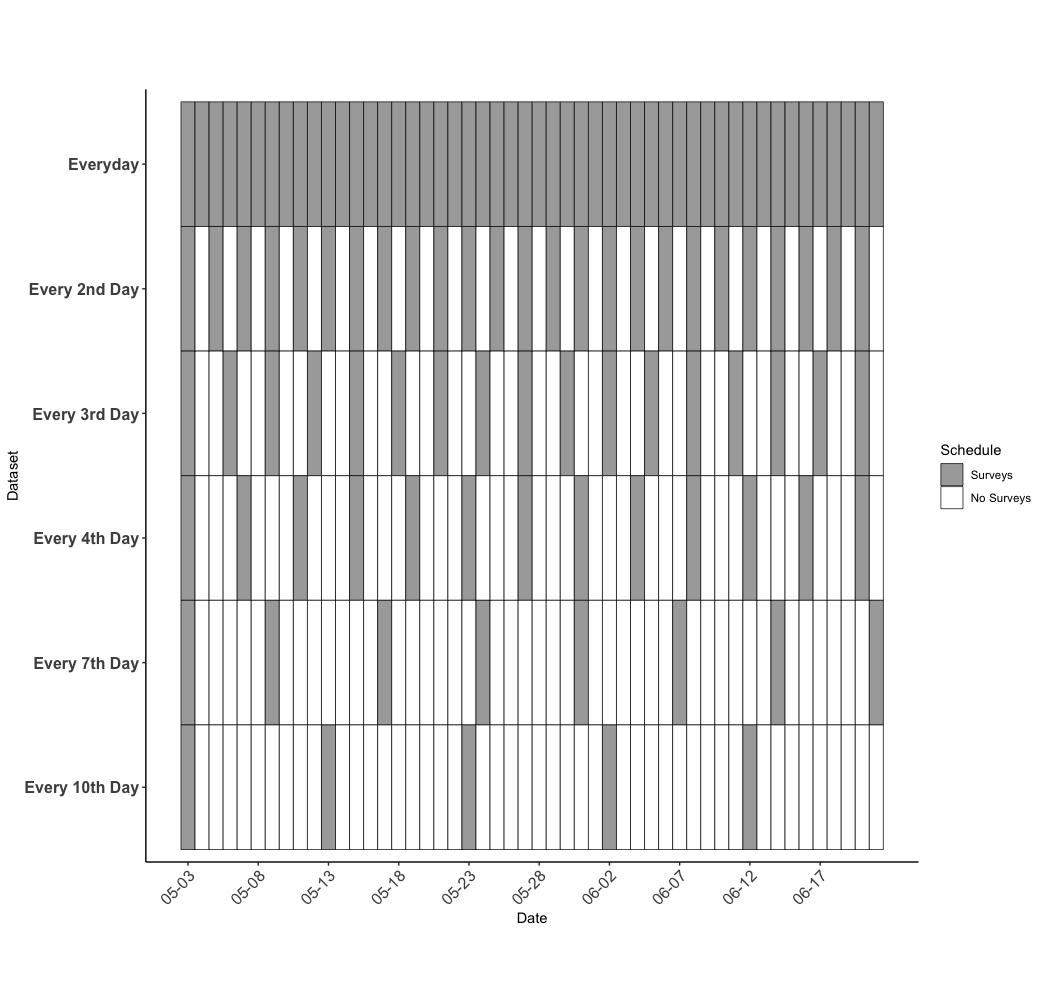 Everyday
Every 2nd Day
Every 3rd Day
Every 4th Day
Every 7th Day
Every 10th Day
Dataset
05-03
05-08
05-13
05-18
05-23
05-28
06-02
06-07
06-12
06-17
Date
Schedule
Surveys
No Surveys